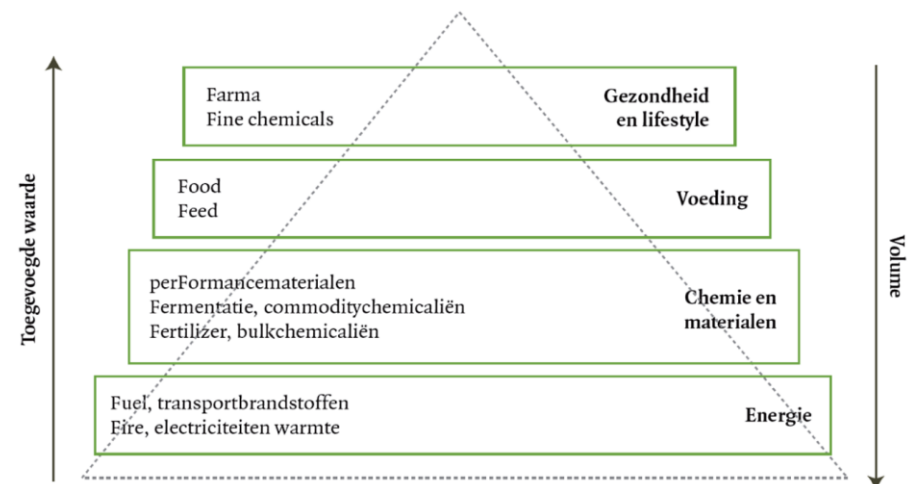 Toegevoegde waarde
Farma
Fine chemicals
Gezondheid
en lifestyle
Food
Feed
Voeding
perFormancematerialen
Fermentatie, commoditychemicaliën
Fertilizer, bulkchemicaliën
Chemie en
materialen
Fuel, transportbrandstoffen
Fire, electriciteiten warmte
Energie
Volume